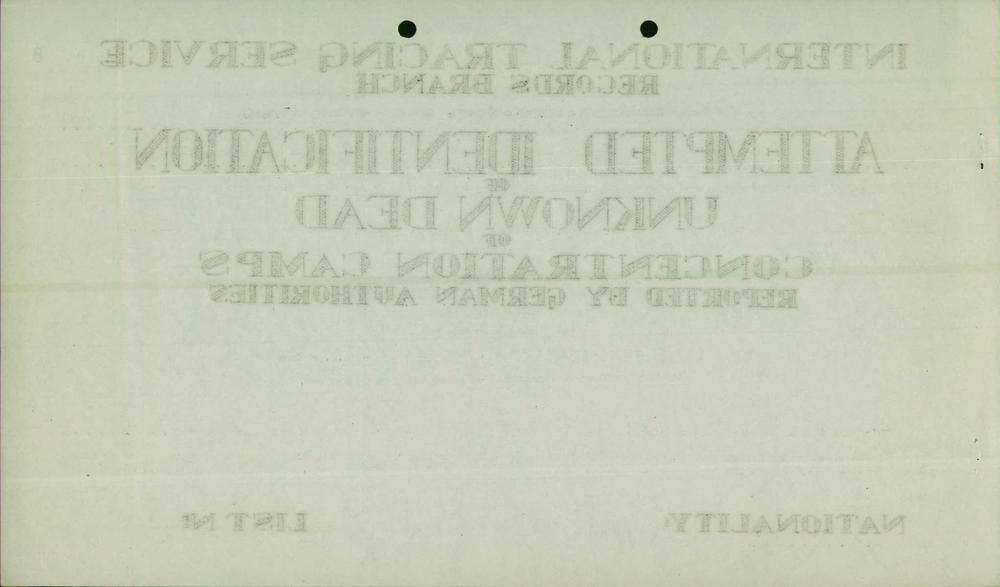 INTERNATIONAL TRACING SERVICE
RECORDS BRANCH
ATTEMPTED IDENTIFICATION
OF
UNKNOWN DEAD
OF
CONCENTRATION CAMPS
REPORTED BY GERMAN AUTHORITIES
NATIONALITY: LIST Nº